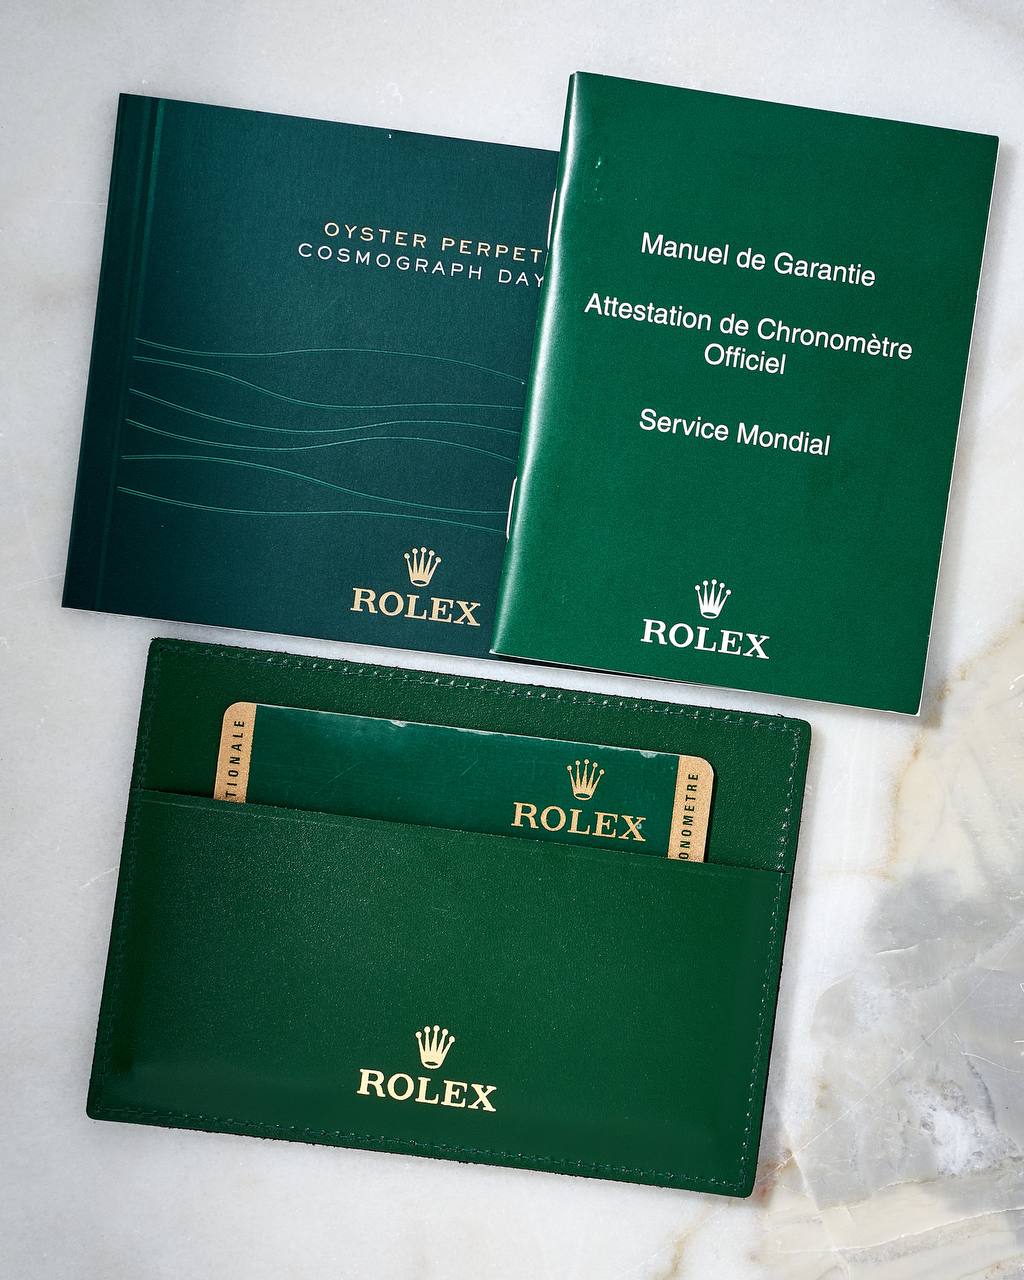 OYSTER PERPET
COSMOGRAPH DAY
ROLEX
Manuel de Garantie
Attestation de Chronomètre
Officiel
Service Mondial
ROLEX
TIONALE
ROLEX
ONOMETRE
ROLEX